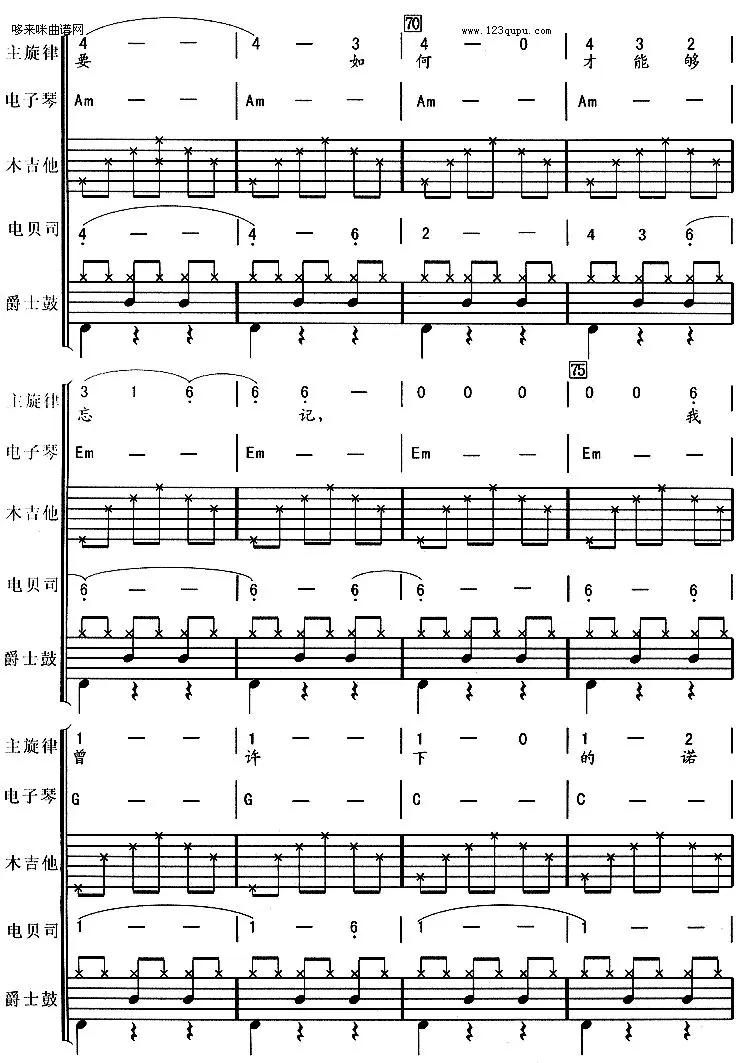 哆来咪曲谱网 www.123qupu.com
70
主旋律 4 — — | 4 — 3 | 4 — 0 | 4 3 2
要 如 何 才 能 够
电子琴 Am — — | Am — — | Am — — | Am — —
木吉他
电贝司 4 — — | 4 — 6 | 2 — — | 4 3 6
爵士鼓
75
主旋律 3 1 6 | 6 6 — | 0 0 0 | 0 0 6
忘 记, 我
电子琴 Em — — | Em — — | Em — — | Em — —
木吉他
电贝司 6 — — | 6 — 6 | 6 — — | 6 — 6
爵士鼓
主旋律 1 — — | 1 — — | 1 — 0 | 1 — 2
曾 许 下 的 诺
电子琴 G — — | G — — | C — — | C — —
木吉他
电贝司 1 — — | 1 — 6 | 1 — — | 1 — —
爵士鼓